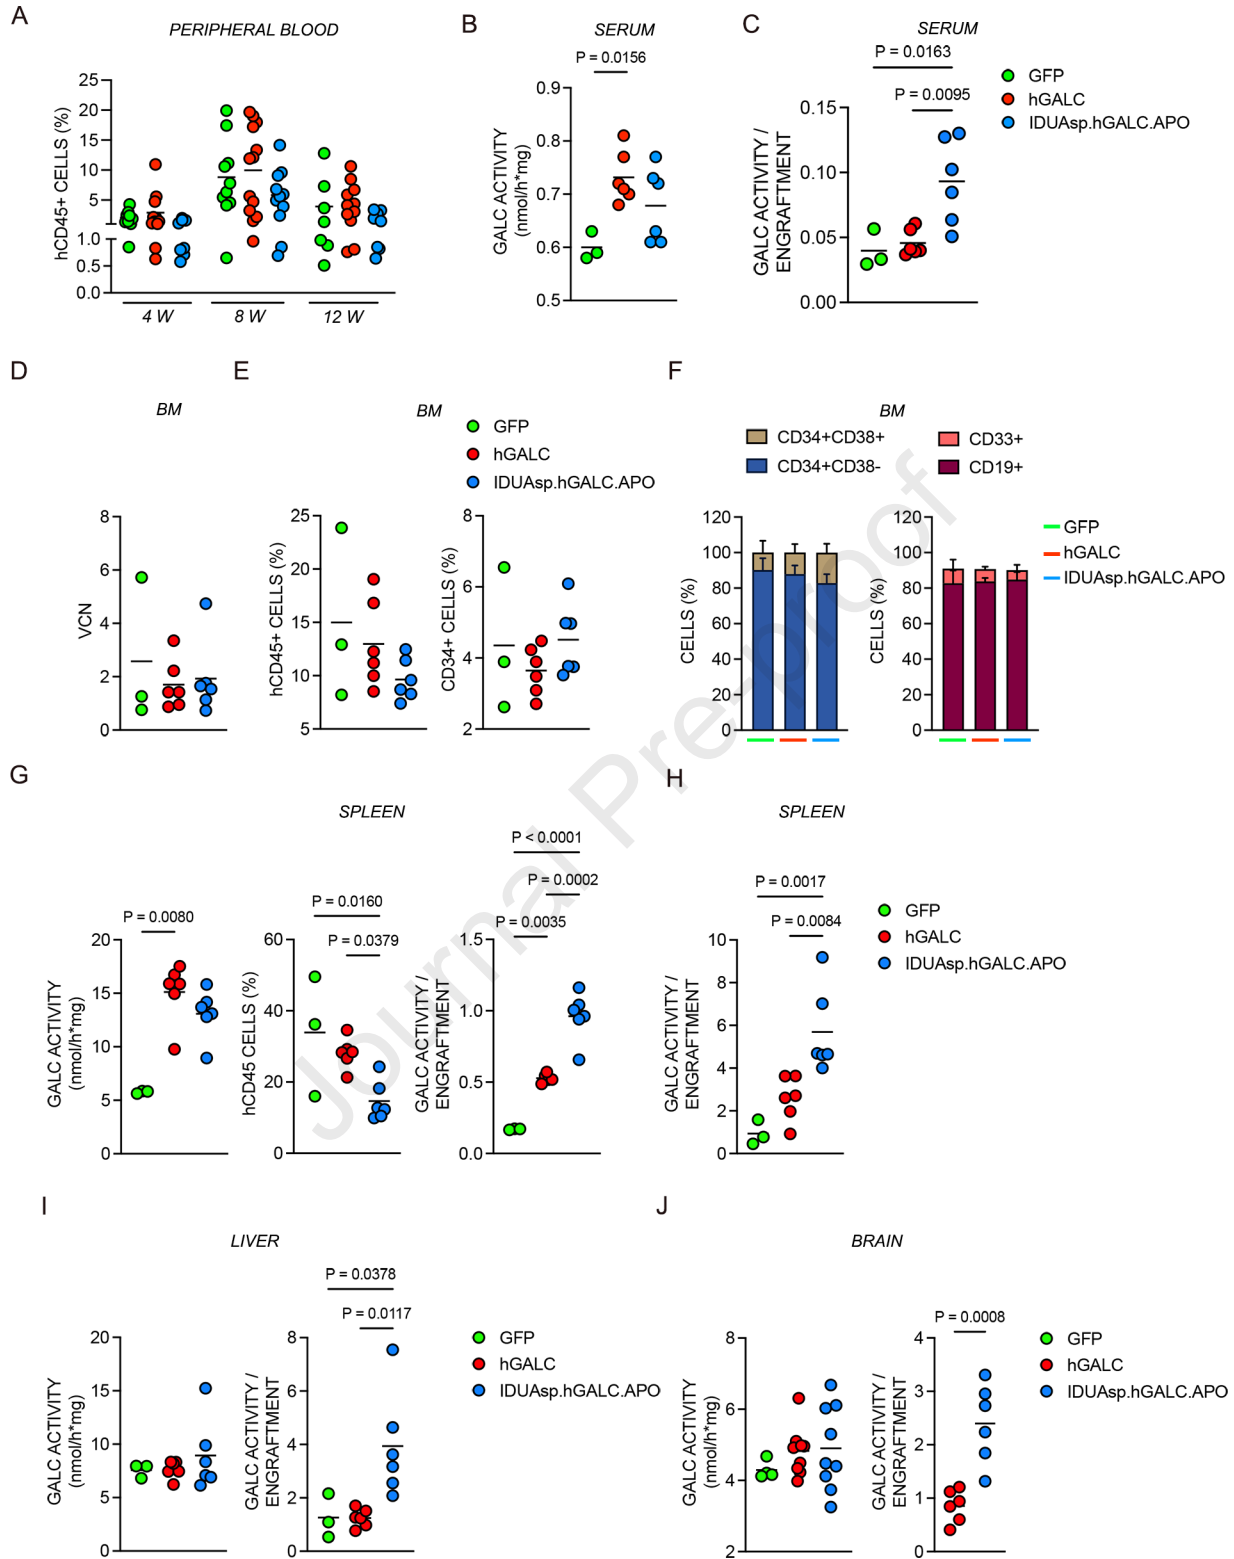 A
PERIPHERAL BLOOD
hCD45+ CELLS (%)
25
20
15
10
5
1.0
0.5
0.0
4 W
8 W
12 W
B
SERUM
P = 0.0156
GALC ACTIVITY
(nmol/h*mg)
0.9
0.8
0.7
0.6
0.5
C
SERUM
P = 0.0163
P = 0.0095
GALC ACTIVITY /
ENGRAFTMENT
0.15
0.10
0.05
0.00
GFP
hGALC
IDUAsp.hGALC.APO
D
BM
VCN
8
6
4
2
0
E
BM
GFP
hGALC
IDUAsp.hGALC.APO
hCD45+ CELLS (%)
25
20
15
10
5
CD34+ CELLS (%)
8
6
4
2
F
BM
CD34+CD38+
CD34+CD38-
CD33+
CD19+
CELLS (%)
120
100
80
60
40
20
0
CELLS (%)
120
100
80
60
40
20
0
GFP
hGALC
IDUAsp.hGALC.APO
G
SPLEEN
P = 0.0080
GALC ACTIVITY
(nmol/h*mg)
20
15
10
5
0
P = 0.0160
P = 0.0379
hCD45 CELLS (%)
60
40
20
0
P < 0.0001
P = 0.0002
P = 0.0035
GALC ACTIVITY /
ENGRAFTMENT
1.5
1.0
0.5
0.0
H
SPLEEN
P = 0.0017
P = 0.0084
GALC ACTIVITY /
ENGRAFTMENT
10
8
6
4
2
0
GFP
hGALC
IDUAsp.hGALC.APO
I
LIVER
GALC ACTIVITY
(nmol/h*mg)
20
15
10
5
0
P = 0.0378
P = 0.0117
GALC ACTIVITY /
ENGRAFTMENT
8
6
4
2
0
GFP
hGALC
IDUAsp.hGALC.APO
J
BRAIN
GALC ACTIVITY
(nmol/h*mg)
8
6
4
2
P = 0.0008
GALC ACTIVITY /
ENGRAFTMENT
4
3
2
1
0
GFP
hGALC
IDUAsp.hGALC.APO
Journal Pre-proof